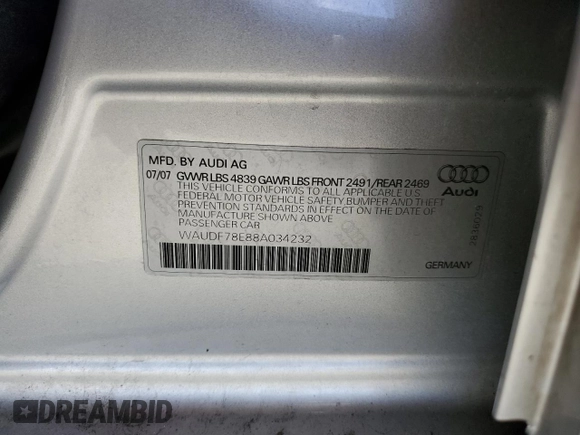 MFD. BY AUDI AG
07/07 GVWR LBS 4839 GAWR LBS FRONT 2491/REAR 2469
THIS VEHICLE CONFORMS TO ALL APPLICABLE U.S.
FEDERAL MOTOR VEHICLE SAFETY, BUMPER AND THEFT
PREVENTION STANDARDS IN EFFECT ON THE DATE OF
MANUFACTURE SHOWN ABOVE
PASSENGER CAR
WAUDF78E88A034232
Audi
GERMANY
DREAMBID